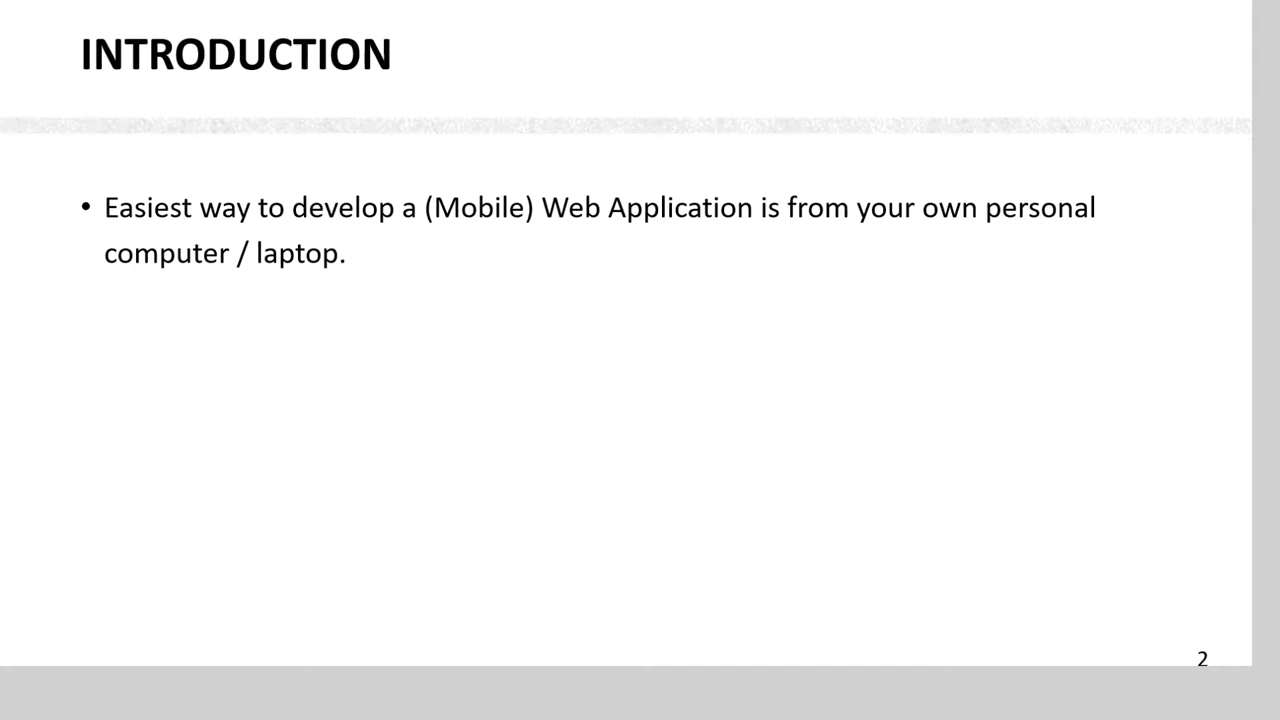 INTRODUCTION
• Easiest way to develop a (Mobile) Web Application is from your own personal
computer / laptop.
2